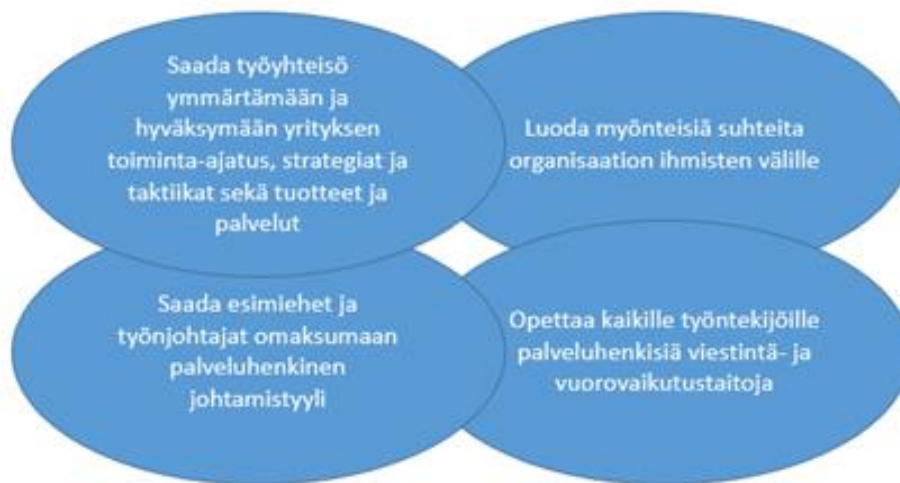 Saada työyhteisö
ymmärtämään ja
hyväksymään yrityksen
toiminta-ajatus, strategiat ja
taktiikat sekä tuotteet ja
palvelut
Luoda myönteisiä suhteita
organisaation ihmisten välille
Saada esimiehet ja
työnjohtajat omaksumaan
palveluhenkinen
johtamistyyli
Opettaa kaikille työntekijöille
palveluhenkisiä viestintä- ja
vuorovaikutustaitoja